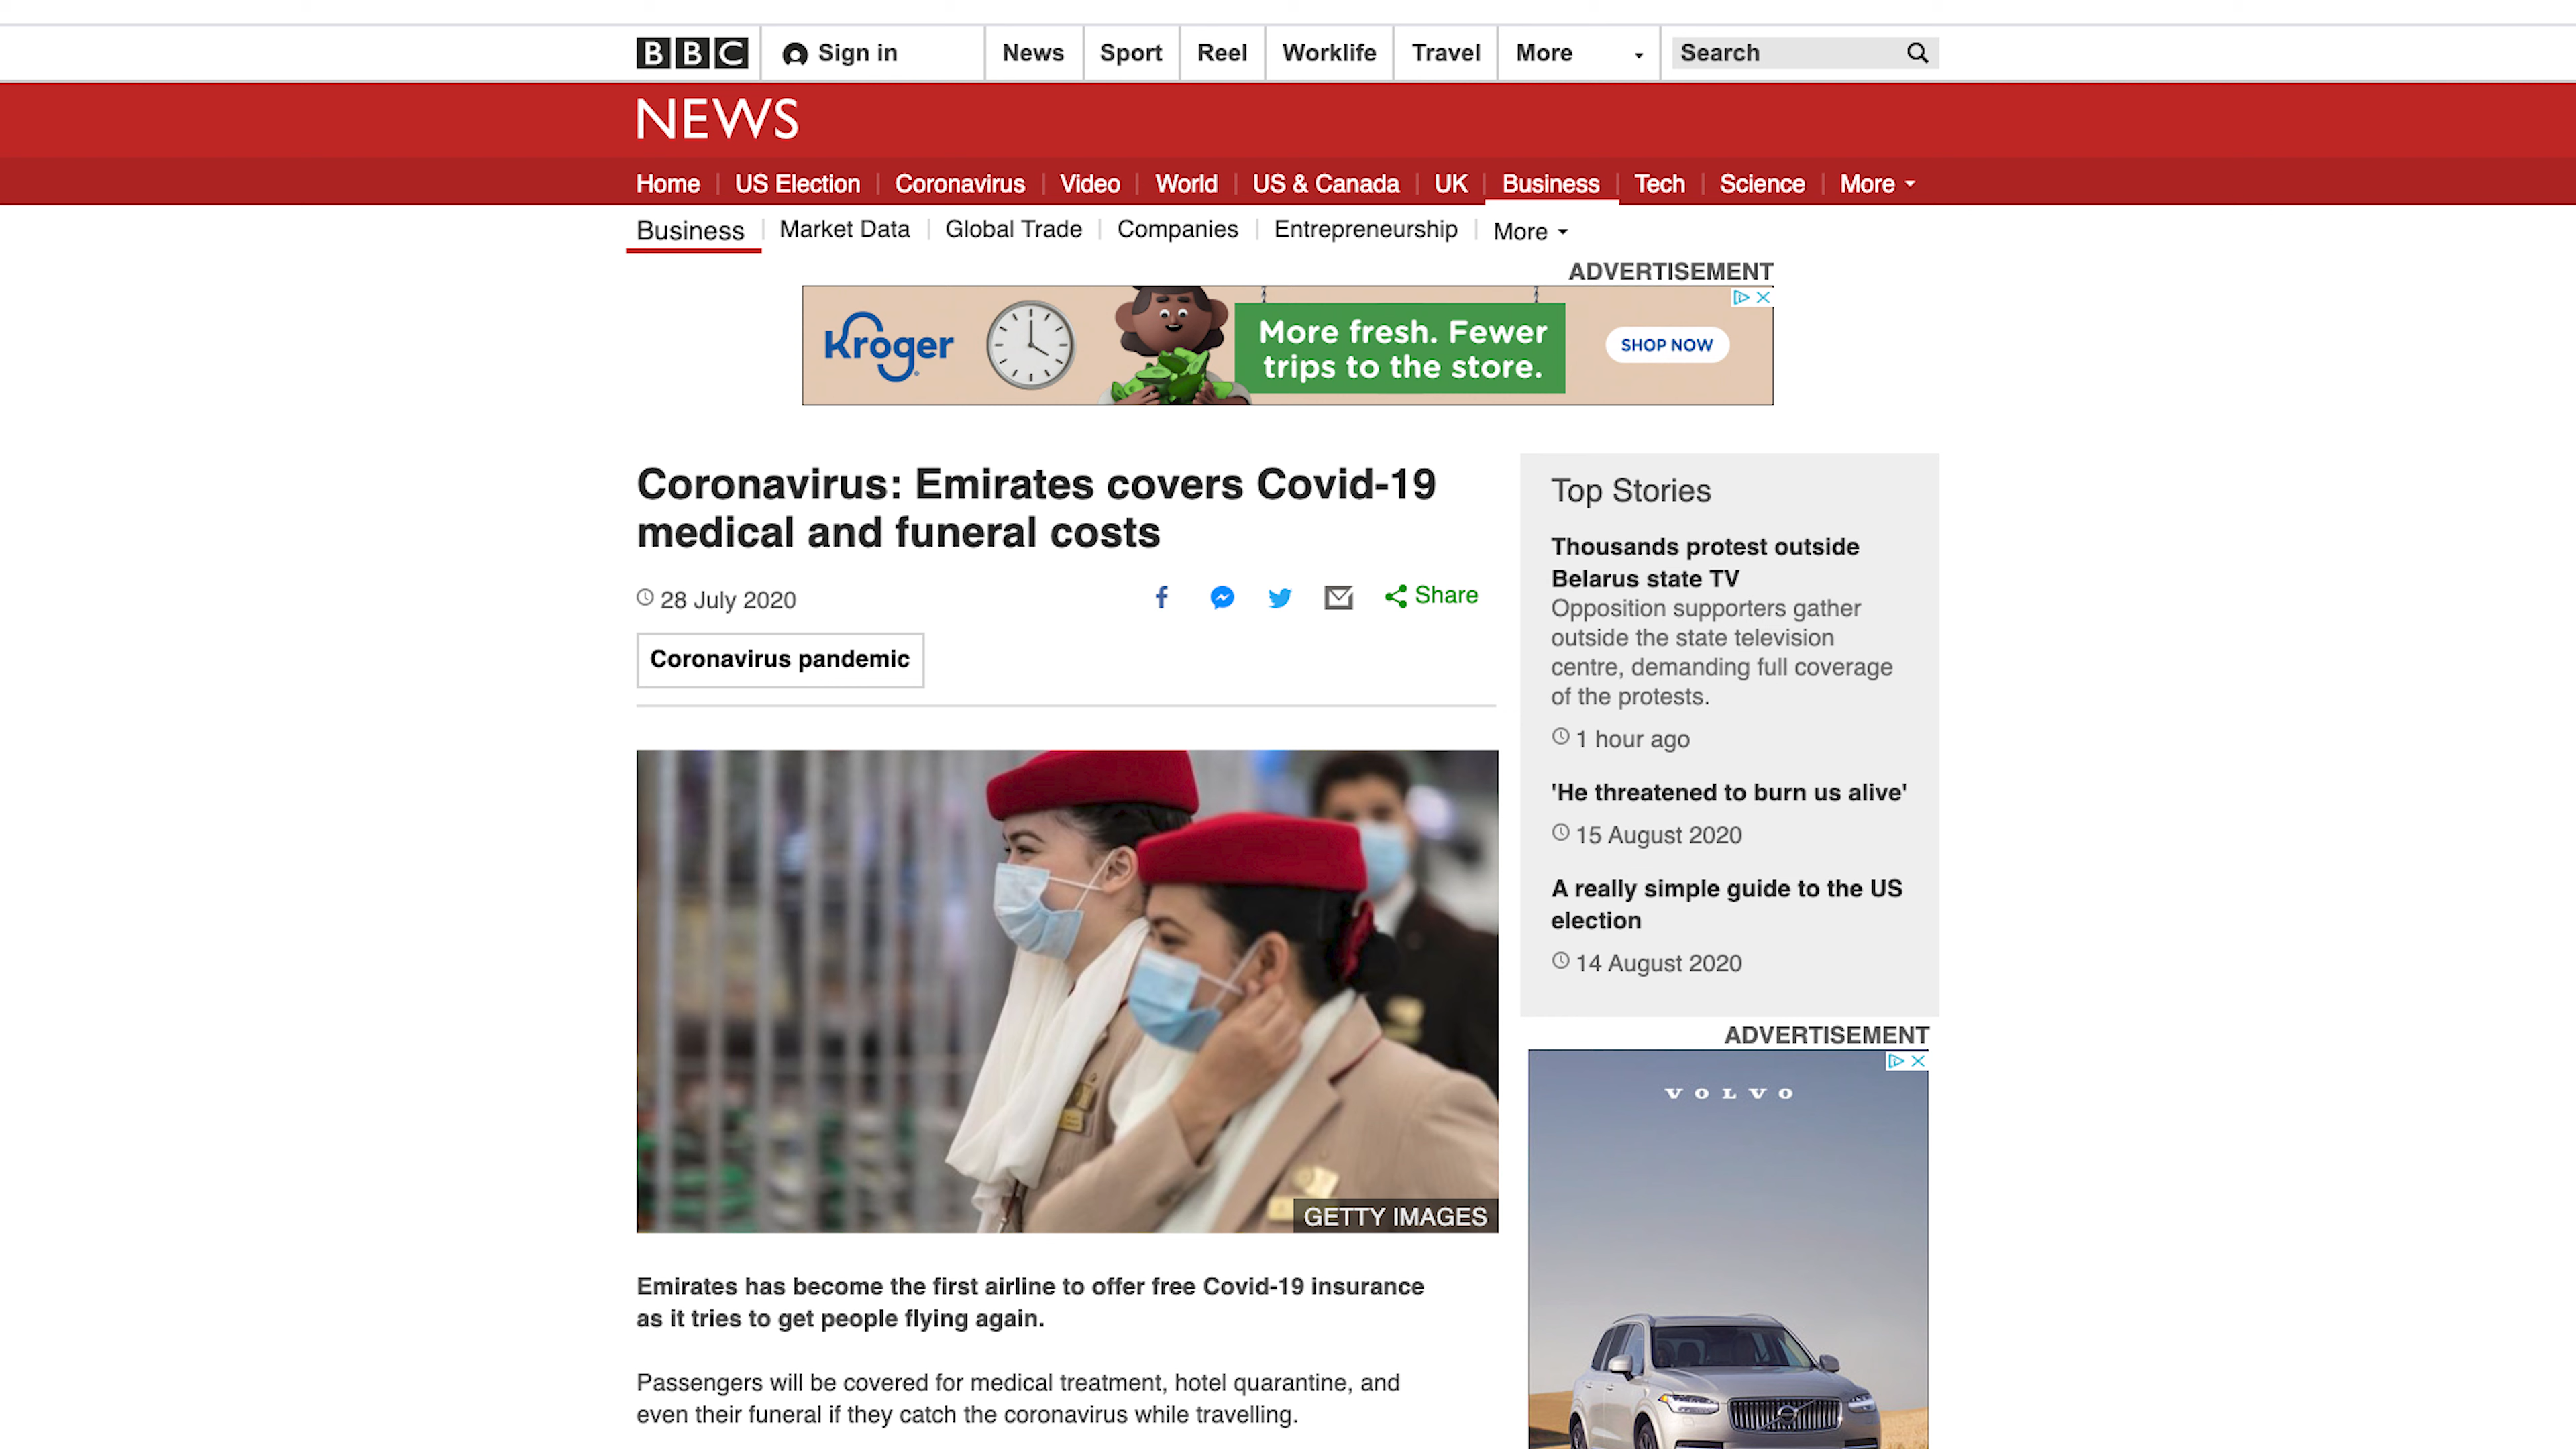 BBC
Sign in
News
Sport
Reel
Worklife
Travel
More
Search
NEWS
Home
US Election
Coronavirus
Video
World
US & Canada
UK
Business
Tech
Science
More
Business
Market Data
Global Trade
Companies
Entrepreneurship
More
ADVERTISEMENT
Kroger
More fresh. Fewer
trips to the store.
SHOP NOW
Coronavirus: Emirates covers Covid-19
medical and funeral costs
28 July 2020
Share
Coronavirus pandemic
GETTY IMAGES
Emirates has become the first airline to offer free Covid-19 insurance
as it tries to get people flying again.
Passengers will be covered for medical treatment, hotel quarantine, and
even their funeral if they catch the coronavirus while travelling.
Top Stories
Thousands protest outside
Belarus state TV
Opposition supporters gather
outside the state television
centre, demanding full coverage
of the protests.
1 hour ago
'He threatened to burn us alive'
15 August 2020
A really simple guide to the US
election
14 August 2020
ADVERTISEMENT
VOLVO